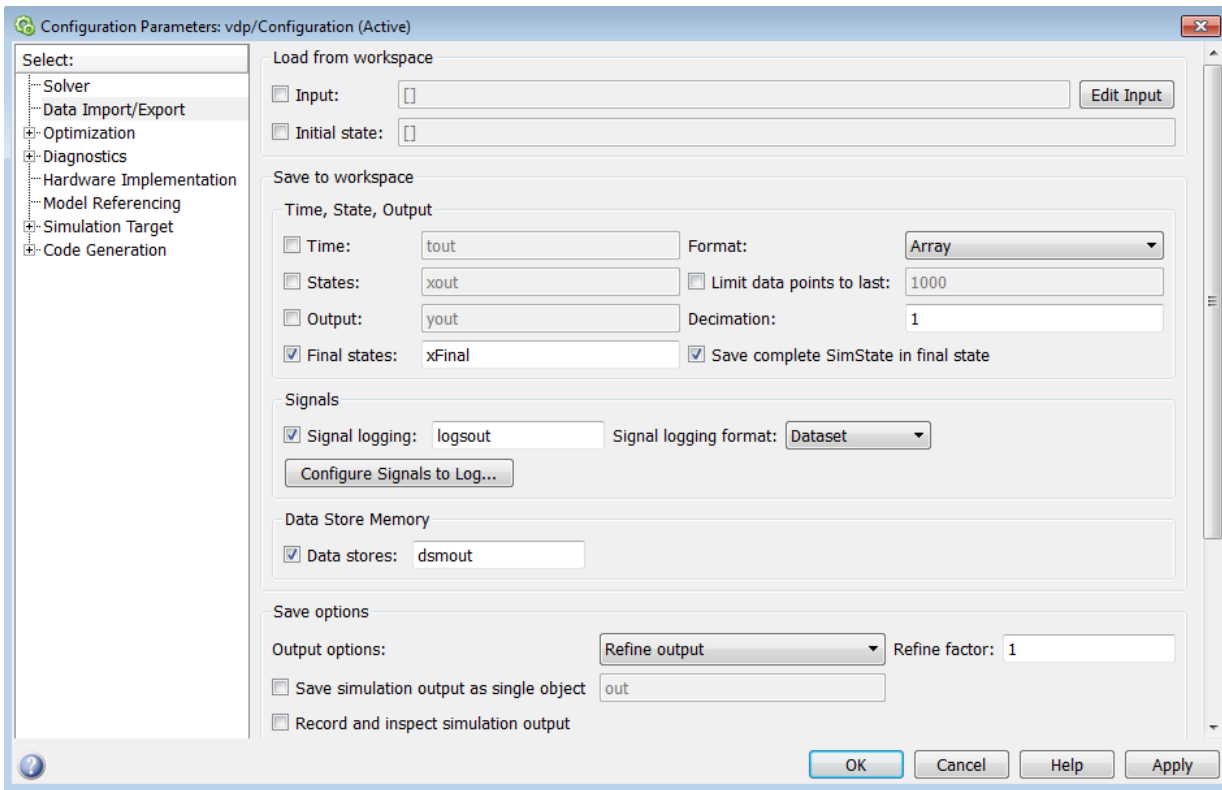 Configuration Parameters: vdp/Configuration (Active)
Select:
Solver
Data Import/Export
Optimization
Diagnostics
Hardware Implementation
Model Referencing
Simulation Target
Code Generation
Load from workspace
Input: [] Edit Input
Initial state: []
Save to workspace
Time, State, Output
Time: tout Format: Array
States: xout Limit data points to last: 1000
Output: yout Decimation: 1
Final states: xFinal Save complete SimState in final state
Signals
Signal logging: logsout Signal logging format: Dataset
Configure Signals to Log...
Data Store Memory
Data stores: dsmout
Save options
Output options: Refine output Refine factor: 1
Save simulation output as single object out
Record and inspect simulation output
OK Cancel Help Apply